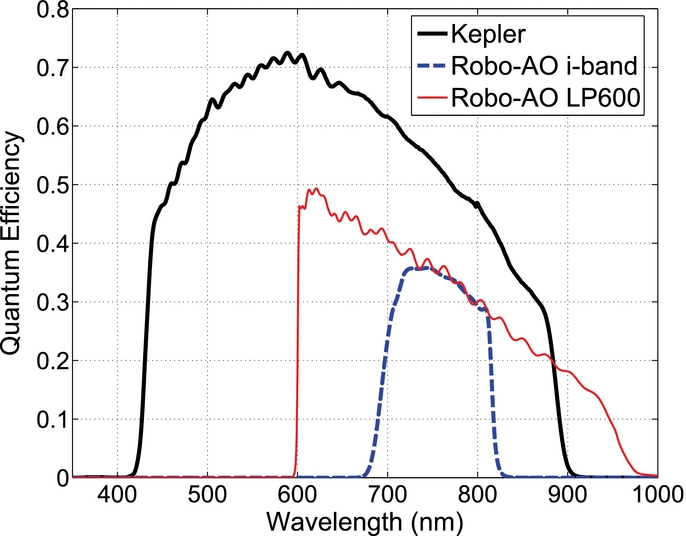 0.8
0.7
0.6
0.5
0.4
0.3
0.2
0.1
0
Quantum Efficiency
Kepler
Robo-AO i-band
Robo-AO LP600
400 500 600 700 800 900 1000
Wavelength (nm)